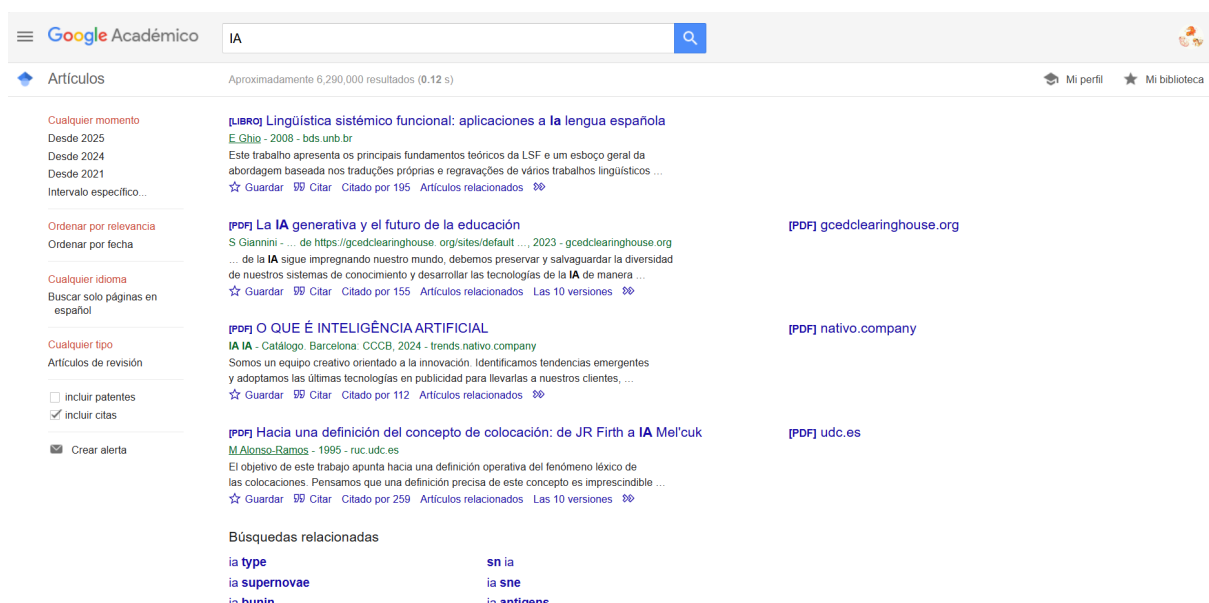 Google Académico
IA
Artículos
Aproximadamente 6,290,000 resultados (0.12 s)
Mi perfil
Mi biblioteca
Cualquier momento
Desde 2025
Desde 2024
Desde 2021
Intervalo específico...
Ordenar por relevancia
Ordenar por fecha
Cualquier idioma
Buscar solo páginas en
español
Cualquier tipo
Artículos de revisión
incluir patentes
incluir citas
Crear alerta
[LIBRO] Lingüística sistémico funcional: aplicaciones a la lengua española
E Ghio - 2008 - bds.unb.br
Este trabalho apresenta os principais fundamentos teóricos da LSF e um esboço geral da
abordagem baseada nos traduções próprias e regravações de vários trabalhos lingüísticos ...
Guardar Citar Citado por 195 Artículos relacionados
[PDF] La IA generativa y el futuro de la educación
[PDF] gcedclearinghouse.org
S Giannini - ... de https://gcedclearinghouse. org/sites/default ..., 2023 - gcedclearinghouse.org
... de la IA sigue impregnando nuestro mundo, debemos preservar y salvaguardar la diversidad
de nuestros sistemas de conocimiento y desarrollar las tecnologías de la IA de manera ...
Guardar Citar Citado por 155 Artículos relacionados Las 10 versiones
[PDF] O QUE É INTELIGÊNCIA ARTIFICIAL
[PDF] nativo.company
IA IA - Catálogo. Barcelona: CCCB, 2024 - trends.nativo.company
Somos un equipo creativo orientado a la innovación. Identificamos tendencias emergentes
y adoptamos las últimas tecnologías en publicidad para llevarlas a nuestros clientes, ...
Guardar Citar Citado por 112 Artículos relacionados
[PDF] Hacia una definición del concepto de colocación: de JR Firth a IA Mel'cuk
[PDF] udc.es
M Alonso-Ramos - 1995 - ruc.udc.es
El objetivo de este trabajo apunta hacia una definición operativa del fenómeno léxico de
las colocaciones. Pensamos que una definición precisa de este concepto es imprescindible ...
Guardar Citar Citado por 259 Artículos relacionados Las 10 versiones
Búsquedas relacionadas
ia type
sn ia
ia supernovae
ia sne
ia bunin
ia antigens